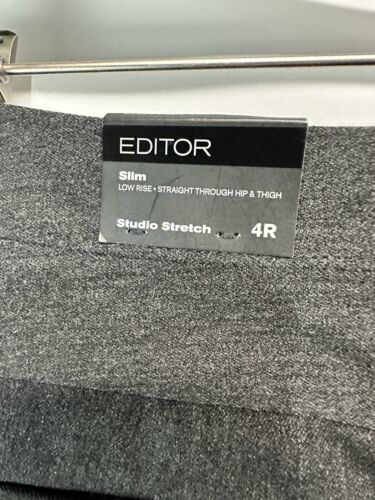 EDITOR
Slim
LOW RISE • STRAIGHT THROUGH HIP & THIGH
Studio Stretch 4R